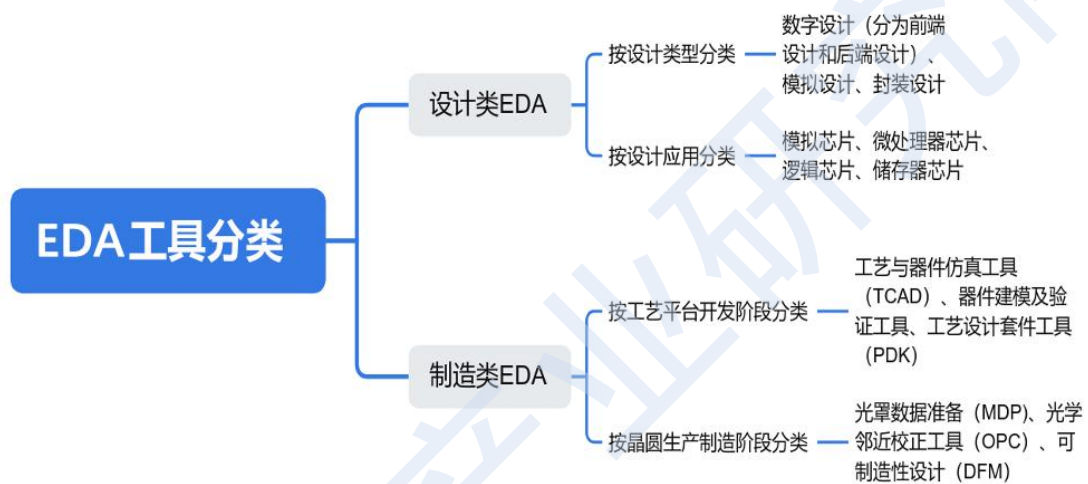 EDA工具分类
设计类EDA
按设计类型分类
数字设计（分为前端
设计和后端设计）、
模拟设计、封装设计
按设计应用分类
模拟芯片、微处理器芯片、
逻辑芯片、储存器芯片
制造类EDA
按工艺平台开发阶段分类
工艺与器件仿真工具
（TCAD）、器件建模及验
证工具、工艺设计套件工具
（PDK）
按晶圆生产制造阶段分类
光罩数据准备（MDP)、光学
邻近校正工具（OPC）、可
制造性设计（DFM）
产业研究